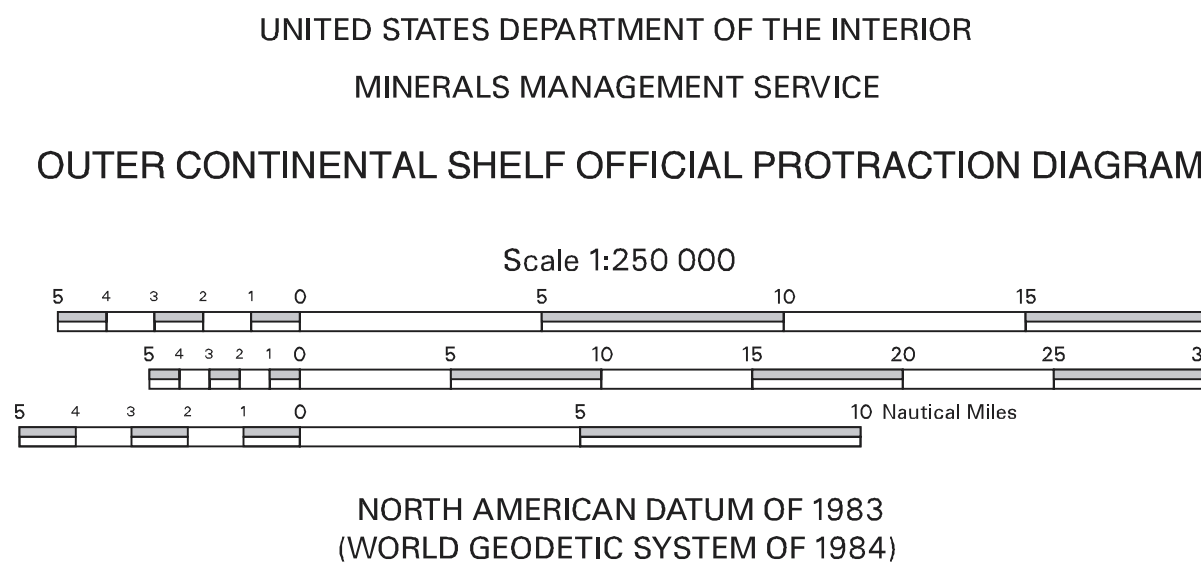 UNITED STATES DEPARTMENT OF THE INTERIOR
MINERALS MANAGEMENT SERVICE
OUTER CONTINENTAL SHELF OFFICIAL PROTRACTION DIAGRAM
Scale 1:250 000
5 4 3 2 1 0 5 10 15
5 4 3 2 1 0 5 10 15 20 25 3
5 4 3 2 1 0 5 10 Nautical Miles
NORTH AMERICAN DATUM OF 1983
(WORLD GEODETIC SYSTEM OF 1984)